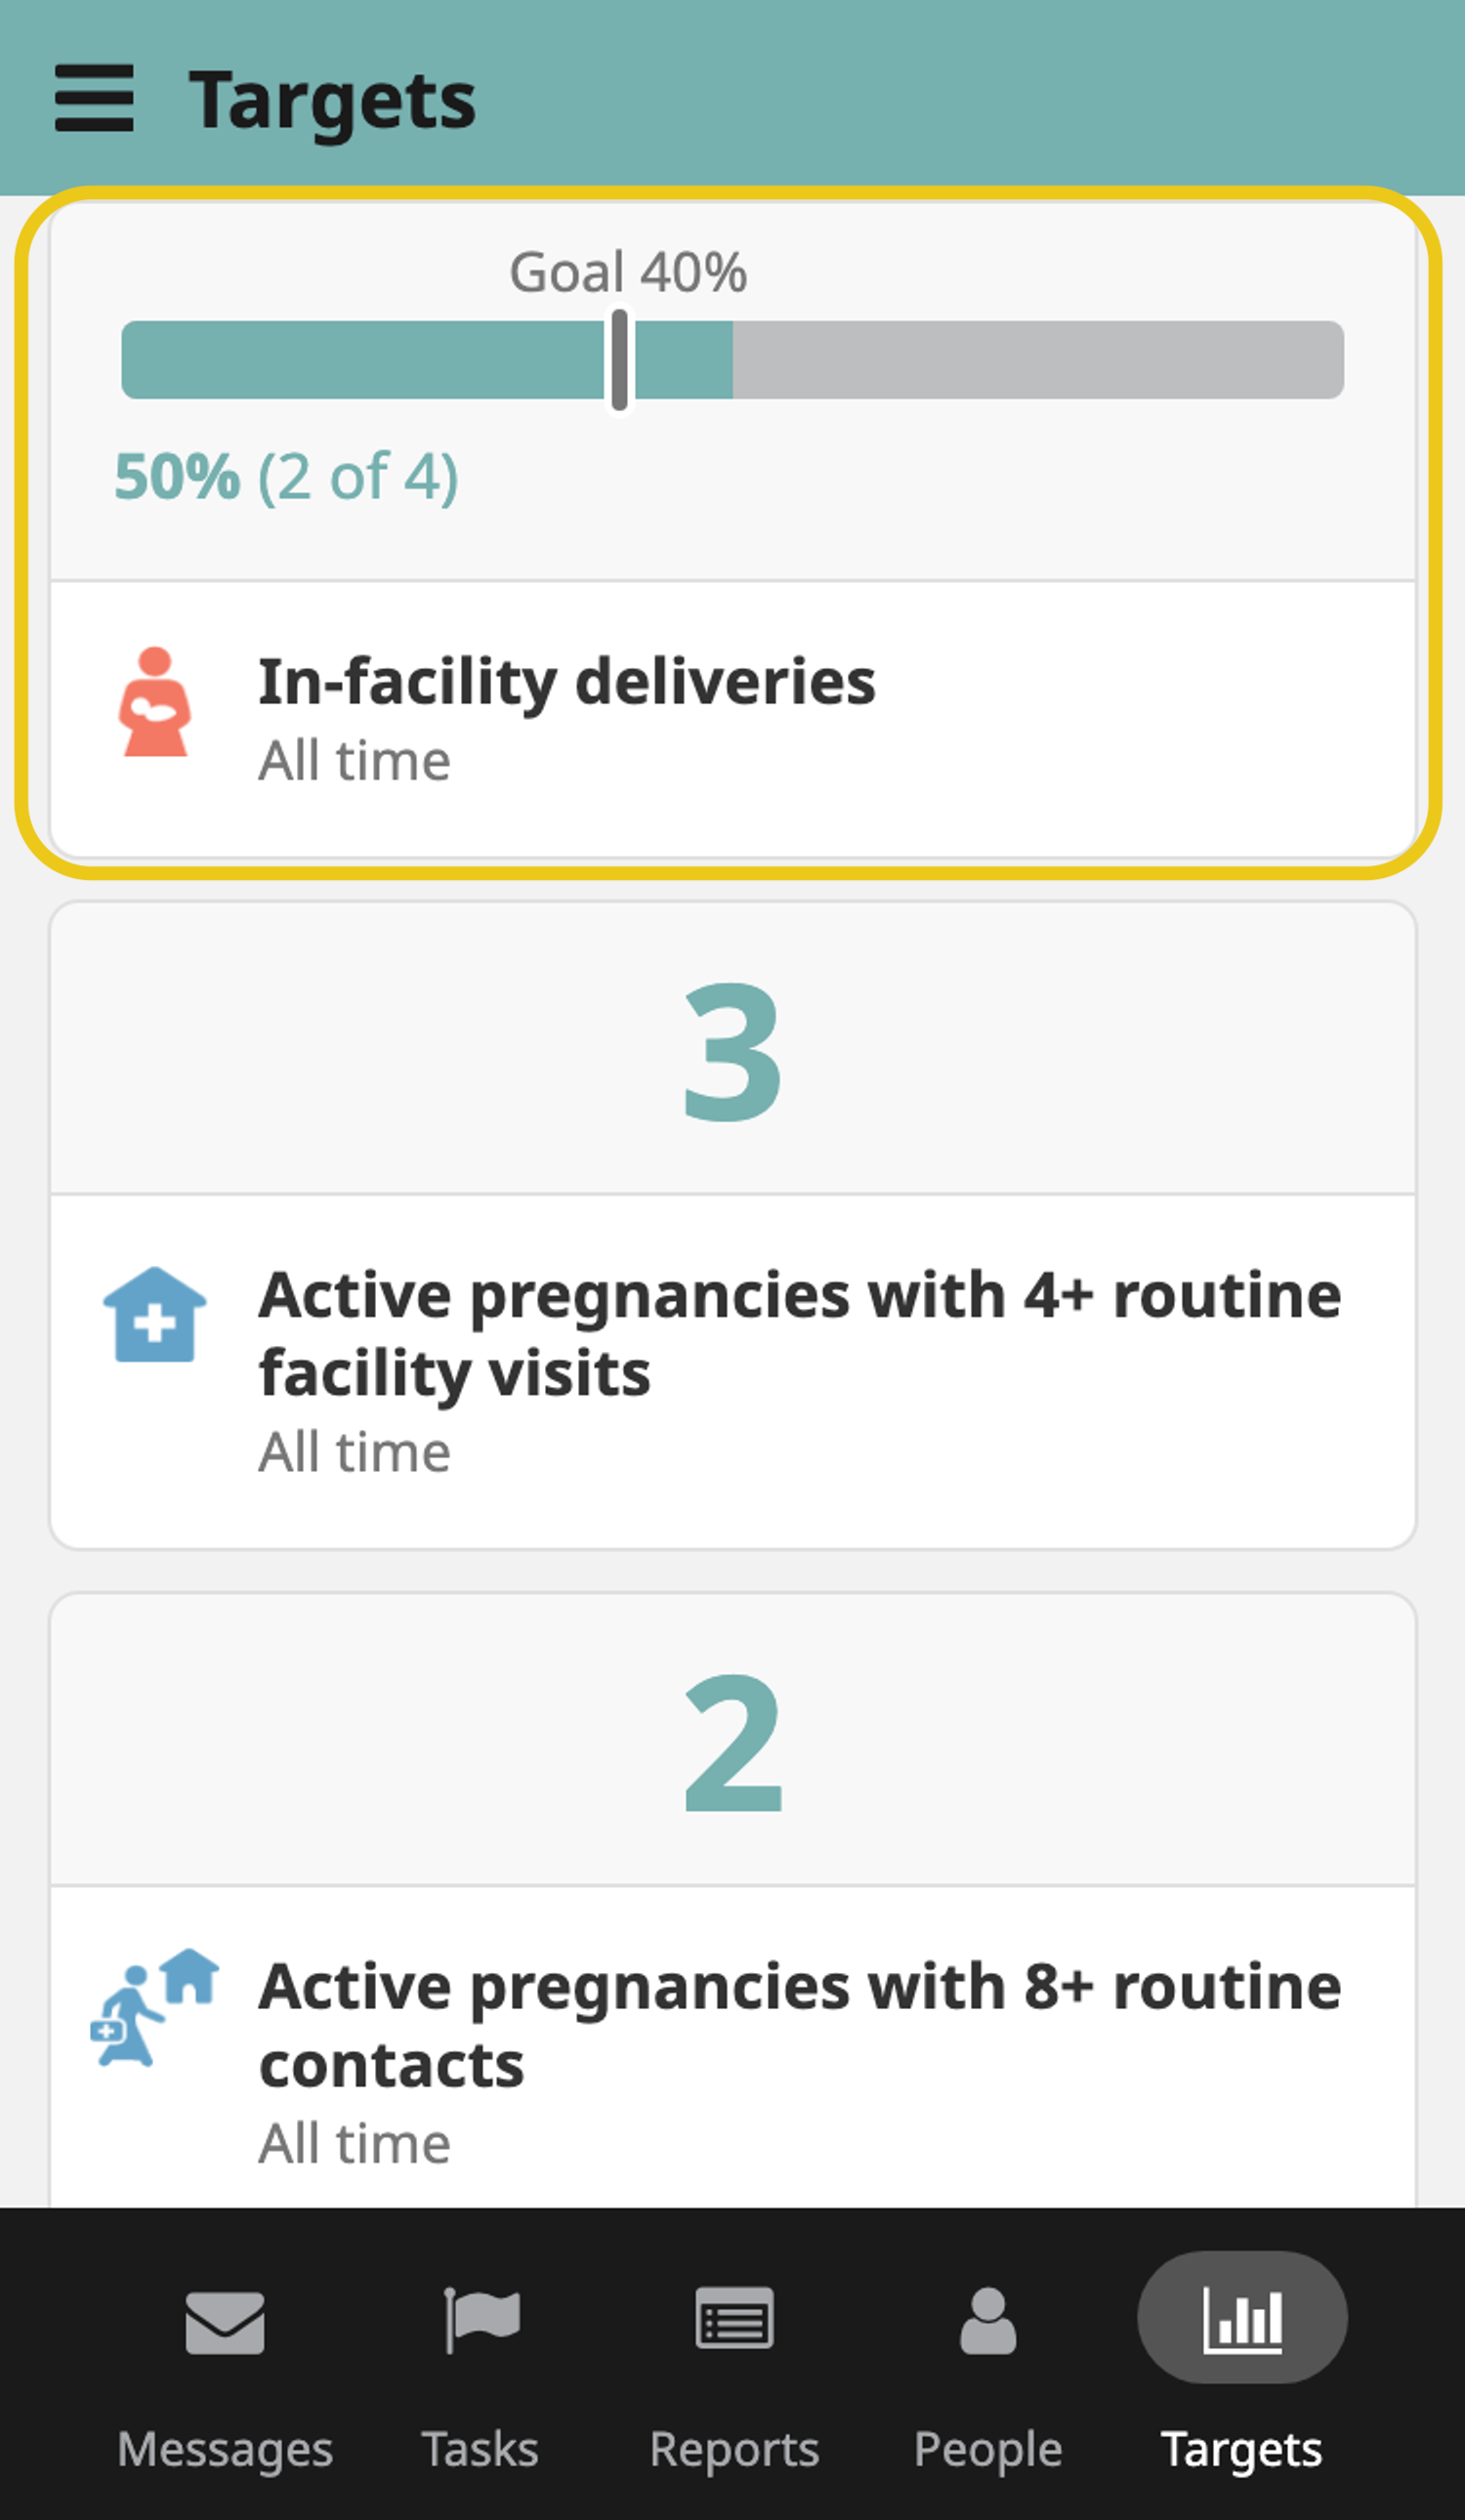 Targets
Goal 40%
50% (2 of 4)
In-facility deliveries
All time
3
Active pregnancies with 4+ routine
facility visits
All time
2
Active pregnancies with 8+ routine
contacts
All time
Messages
Tasks
Reports
People
Targets